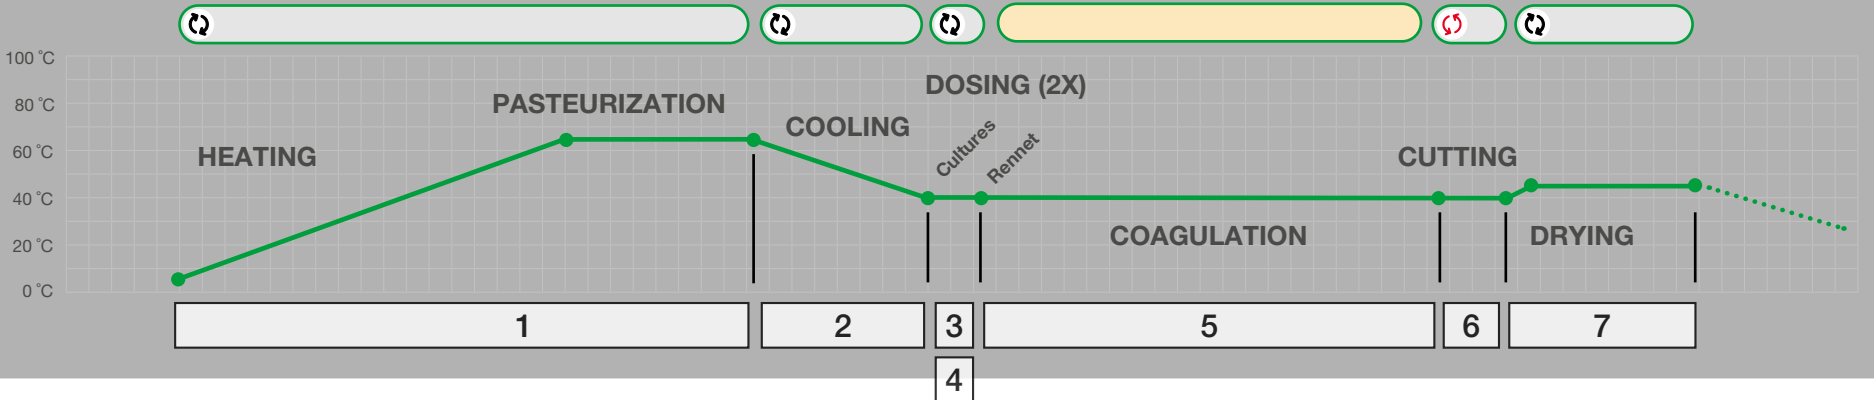 100 °C
DOSING (2X)
80 °C
PASTEURIZATION
COOLING
Cultures
Rennet
60 °C
HEATING
CUTTING
40 °C
COAGULATION
DRYING
20 °C
0 °C
1
2
3
5
6
7
4